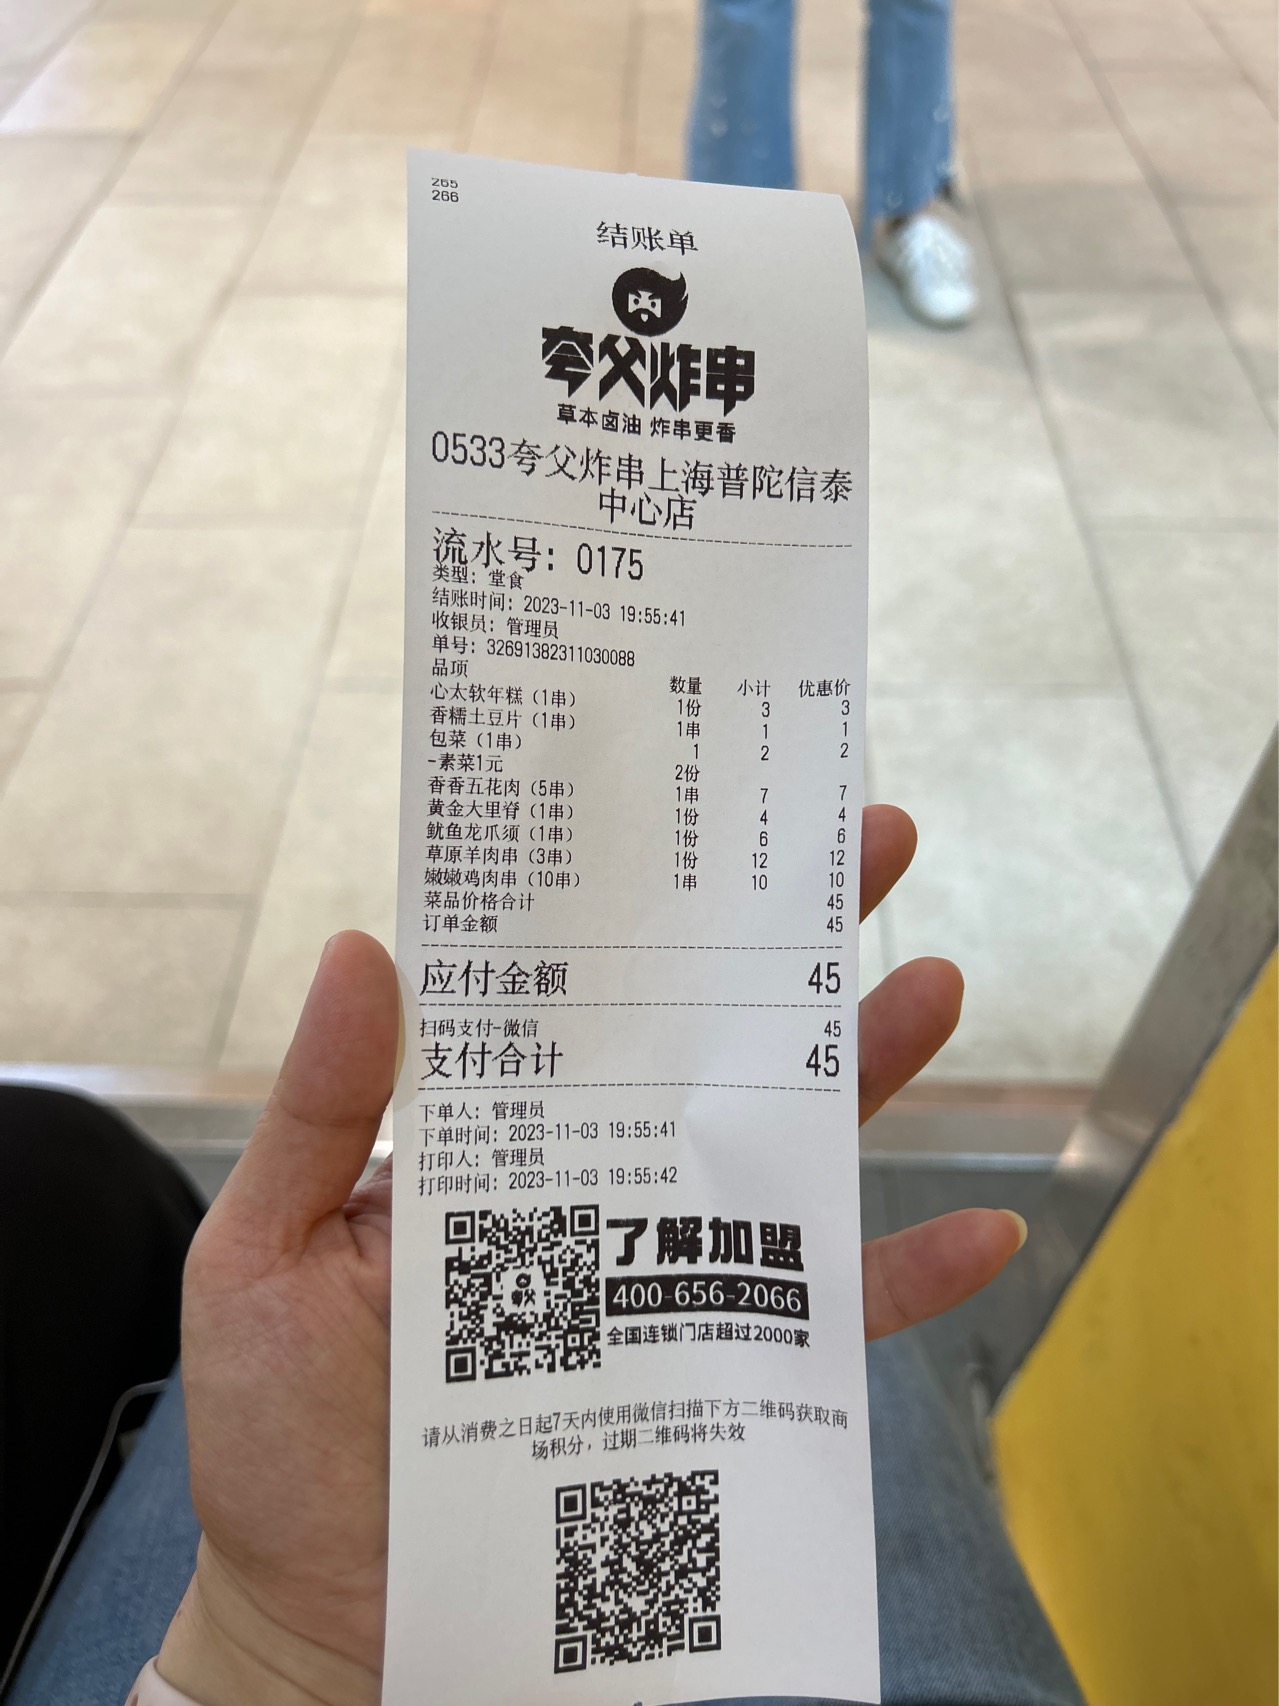 265
266
结账单
夸父炸串
草本卤油 炸串更香
0533夸父炸串上海普陀信泰
中心店
流水号: 0175
类型: 堂食
结账时间: 2023-11-03 19:55:41
收银员: 管理员
单号: 32691382311030088
品项 数量 小计 优惠价
心太软年糕 (1串) 1份 3 3
香糯土豆片 (1串) 1串 1 1
包菜 (1串) 1 2 2
-素菜1元 2份
香香五花肉 (5串) 1串 7 7
黄金大里脊 (1串) 1份 4 4
鱿鱼龙爪须 (1串) 1份 6 6
草原羊肉串 (3串) 1份 12 12
嫩嫩鸡肉串 (10串) 1串 10 10
菜品价格合计 45
订单金额 45
应付金额 45
扫码支付-微信 45
支付合计 45
下单人: 管理员
下单时间: 2023-11-03 19:55:41
打印人: 管理员
打印时间: 2023-11-03 19:55:42
夸父
了解加盟
400-656-2066
全国连锁门店超过2000家
请从消费之日起7天内使用微信扫描下方二维码获取商
场积分，过期二维码将失效